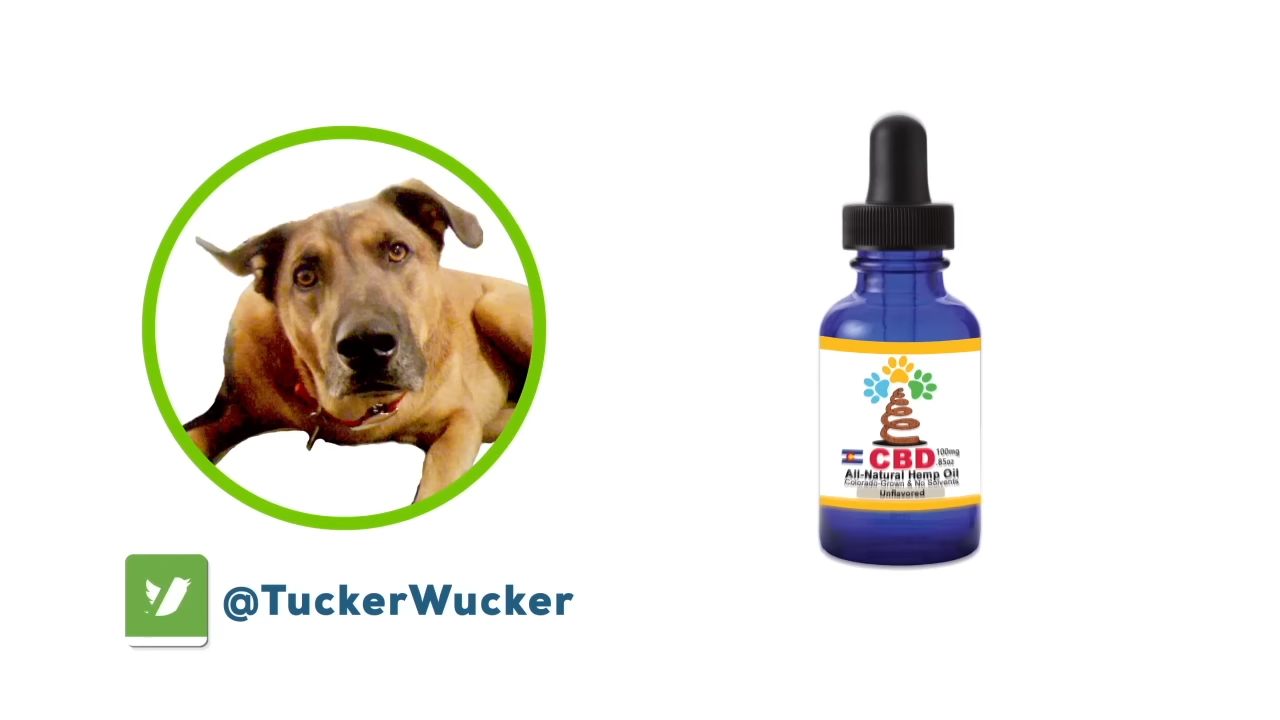 @TuckerWucker
CBD 100mg
.85oz
All-Natural Hemp Oil
Colorado-Grown & No Solvents
Unflavored